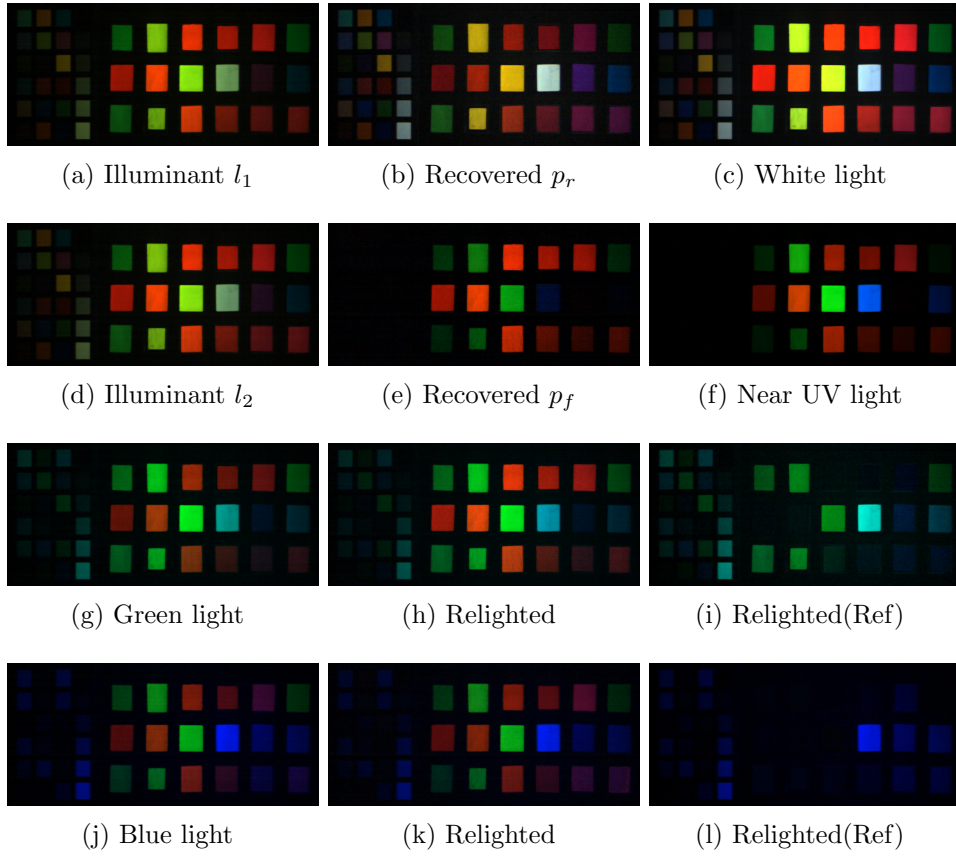 (a) Illuminant l₁
(b) Recovered pᵣ
(c) White light
(d) Illuminant l₂
(e) Recovered p_f
(f) Near UV light
(g) Green light
(h) Relighted
(i) Relighted(Ref)
(j) Blue light
(k) Relighted
(l) Relighted(Ref)